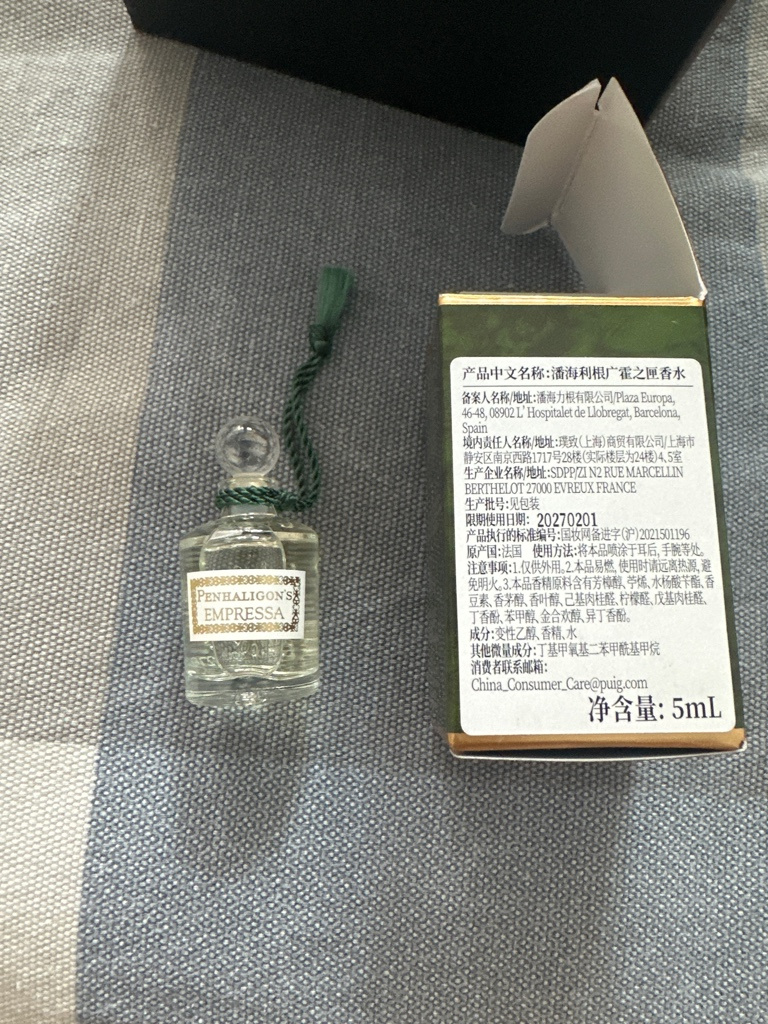 PENHALIGON'S
EMPRESSA
产品中文名称:潘海利根广霍之匣香水
备案人名称/地址:潘海力根有限公司/Plaza Europa,
46-48, 08902 L' Hospitalet de Llobregat, Barcelona,
Spain
境内责任人名称/地址:璞致(上海)商贸有限公司/上海市
静安区南京西路1717号28楼(实际楼层为24楼)4、5室
生产企业名称/地址:SDPP/ZI N2 RUE MARCELLIN
BERTHELOT 27000 EVREUX FRANCE
生产批号:见包装
限期使用日期: 20270201
产品执行的标准编号:国妆网备进字(沪)2021501196
原产国:法国 使用方法:将本品喷涂于耳后,手腕等处。
注意事项:1.仅供外用。2.本品易燃,使用时请远离热源,避
免明火。3.本品香精原料含有芳樟醇、苧烯、水杨酸苄酯、香
豆素、香茅醇、香叶醇、己基肉桂醛、柠檬醛、戊基肉桂醛、
丁香酚、苯甲醇、金合欢醇、异丁香酚。
成分:变性乙醇、香精、水
其他微量成分:丁基甲氧基二苯甲酰基甲烷
消费者联系邮箱:
China_Consumer_Care@puig.com
净含量: 5mL